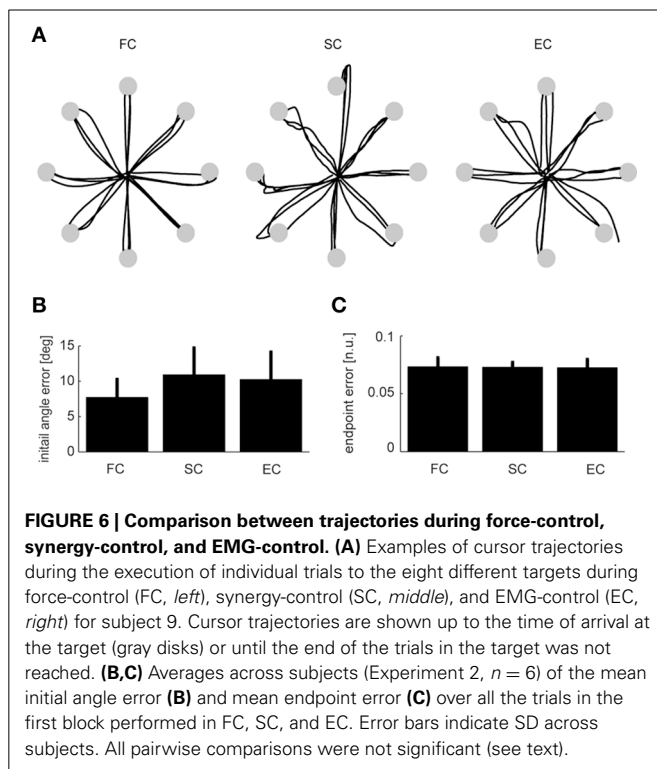 A
FC
SC
EC
B
C
initail angle error [deg]
15
10
5
0
FC
SC
EC
endpoint error [n.u.]
0.1
0.05
0
FC
SC
EC
FIGURE 6 | Comparison between trajectories during force-control,
synergy-control, and EMG-control. (A) Examples of cursor trajectories
during the execution of individual trials to the eight different targets during
force-control (FC, left), synergy-control (SC, middle), and EMG-control (EC,
right) for subject 9. Cursor trajectories are shown up to the time of arrival at
the target (gray disks) or until the end of the trials in the target was not
reached. (B,C) Averages across subjects (Experiment 2, n = 6) of the mean
initial angle error (B) and mean endpoint error (C) over all the trials in the
first block performed in FC, SC, and EC. Error bars indicate SD across
subjects. All pairwise comparisons were not significant (see text).